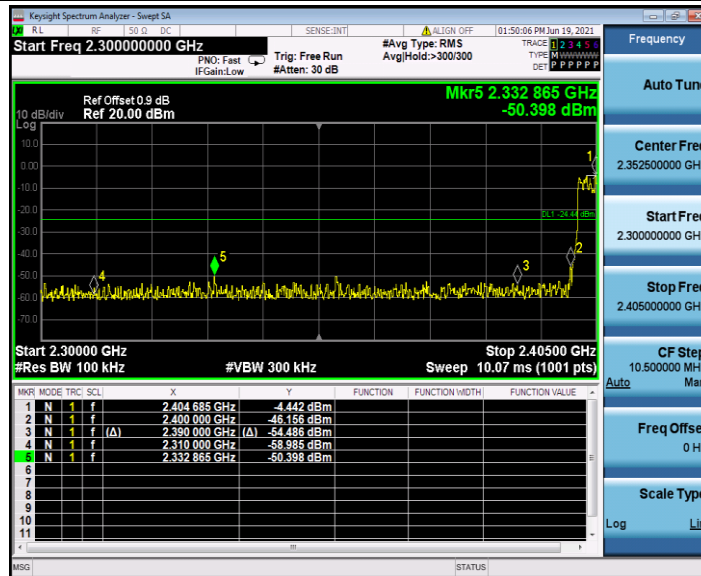 Keysight Spectrum Analyzer - Swept SA
RL RF 50 Ω DC SENSE:INT ALIGN OFF 01:50:06 PM Jun 19, 2021
Start Freq 2.300000000 GHz
PNO: Fast
IFGain:Low
Trig: Free Run
#Atten: 30 dB
#Avg Type: RMS
Avg|Hold:>300/300
TRACE 1 2 3 4 5 6
TYPE M WWWWW
DET P P P P P P
Frequency
Ref Offset 0.9 dB
Ref 20.00 dBm
10 dB/div
Log
Mkr5 2.332 865 GHz
-50.398 dBm
10.0
0.00
-10.0
-20.0
-30.0
-40.0
-50.0
-60.0
-70.0
1
DL1 -24.44 dBm
2
3
4
5
Start 2.30000 GHz
#Res BW 100 kHz
#VBW 300 kHz
Stop 2.40500 GHz
Sweep 10.07 ms (1001 pts)
MKR MODE TRC SCL X Y FUNCTION FUNCTION WIDTH FUNCTION VALUE
1 N 1 f 2.404 685 GHz -4.442 dBm
2 N 1 f 2.400 000 GHz -46.156 dBm
3 N 1 f (Δ) 2.390 000 GHz (Δ) -54.486 dBm
4 N 1 f 2.310 000 GHz -58.985 dBm
5 N 1 f 2.332 865 GHz -50.398 dBm
6
7
8
9
10
11
MSG STATUS
Auto Tun
Center Fre
2.352500000 GH
Start Fre
2.300000000 GH
Stop Fre
2.405000000 GH
CF Step
10.500000 MH
Auto Ma
Freq Offse
0 H
Scale Type
Log Li